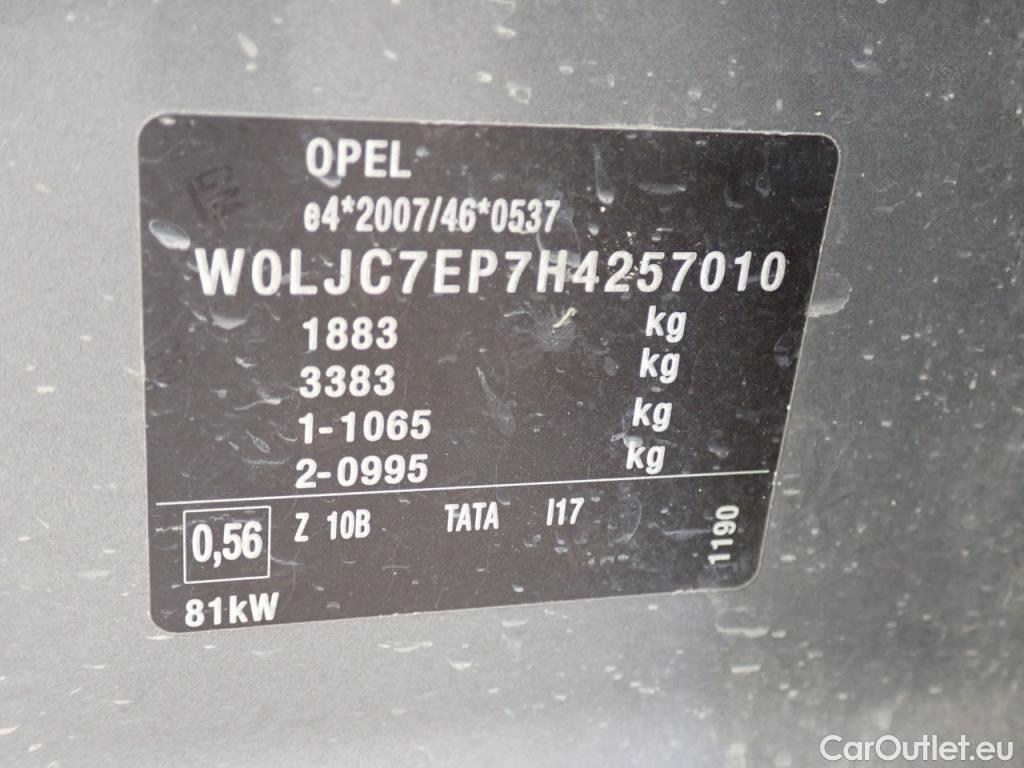 OPEL
e4*2007/46*0537
W0LJC7EP7H4257010
1883 kg
3383 kg
1-1065 kg
2-0995 kg
0,56 Z 10B TATA I17
1190
81kW
CarOutlet.eu